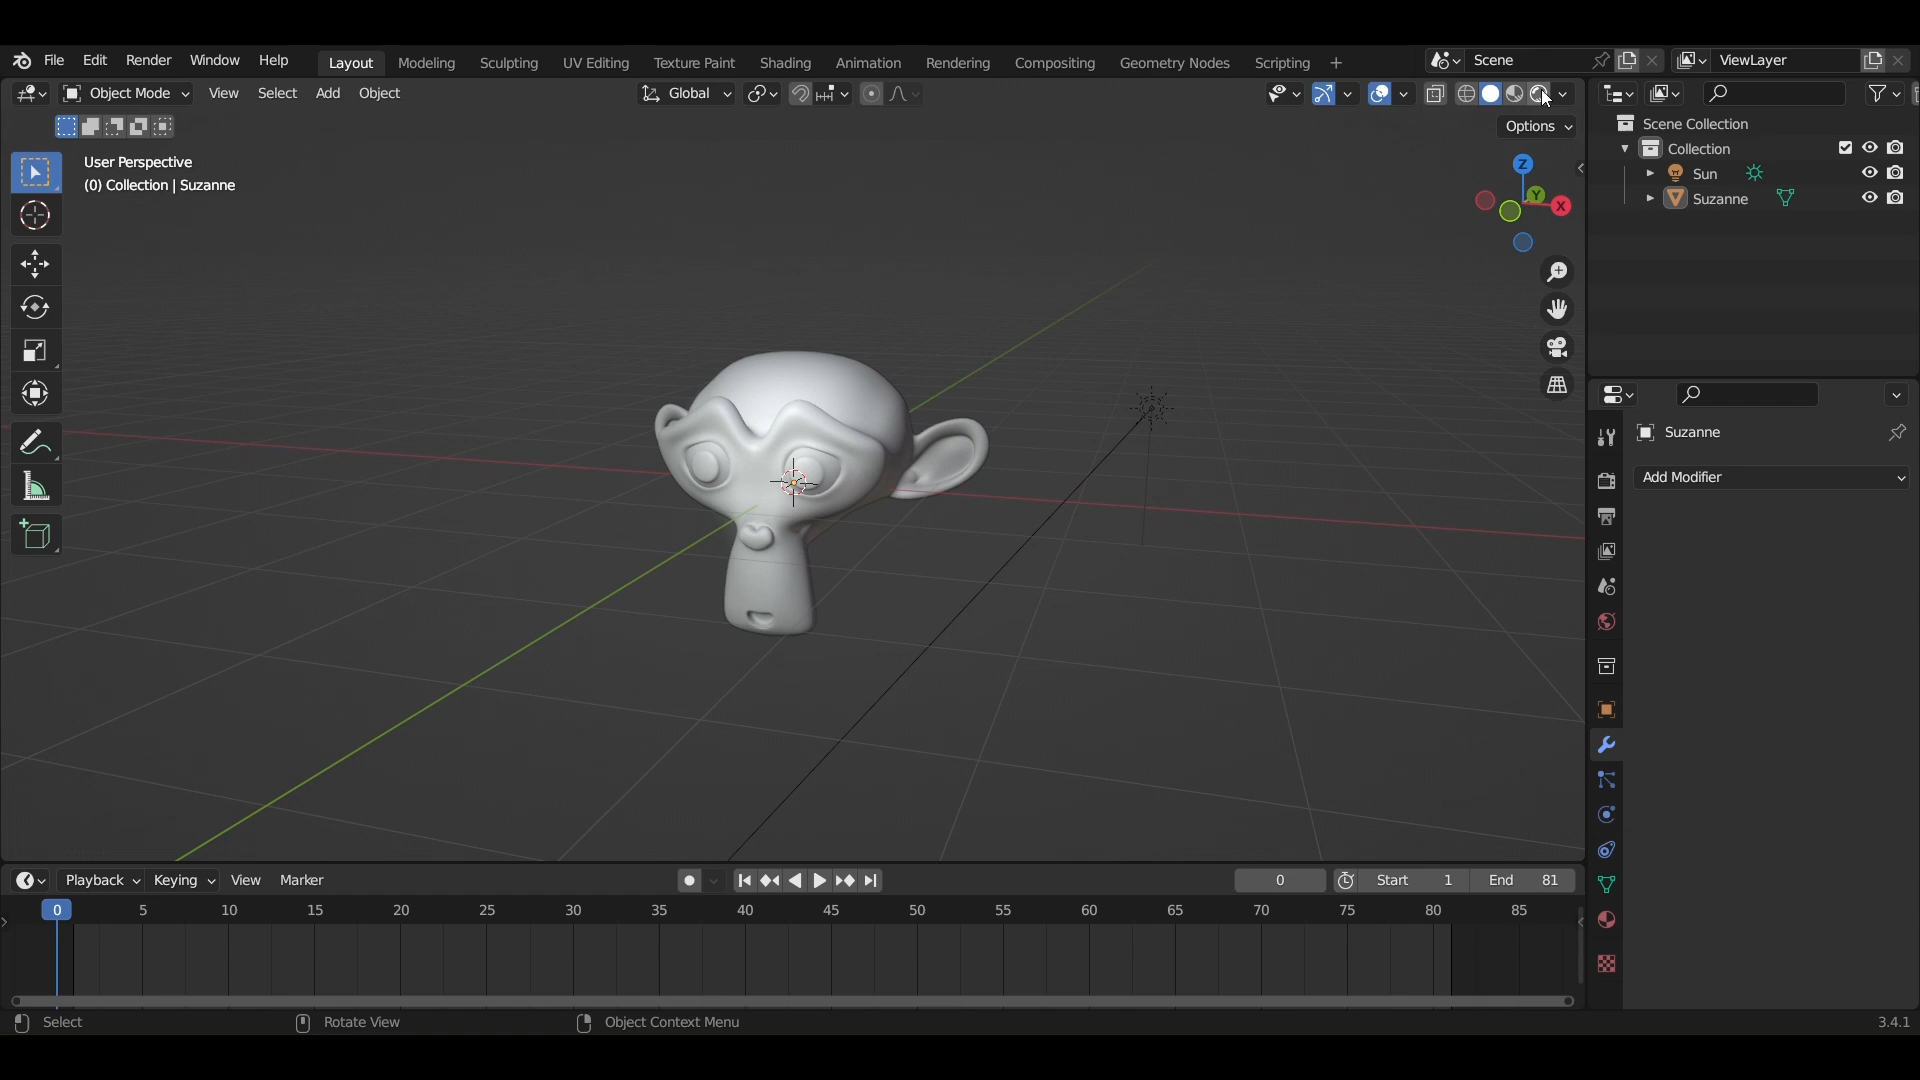 File Edit Render Window Help Layout Modeling Sculpting UV Editing Texture Paint Shading Animation Rendering Compositing Geometry Nodes Scripting + Scene ViewLayer
Object Mode View Select Add Object Global
Options
User Perspective
(0) Collection | Suzanne
Z
Y
X
Scene Collection
Collection
Sun
Suzanne
Suzanne
Add Modifier
Playback Keying View Marker 0 Start 1 End 81
0 5 10 15 20 25 30 35 40 45 50 55 60 65 70 75 80 85
Select Rotate View Object Context Menu 3.4.1